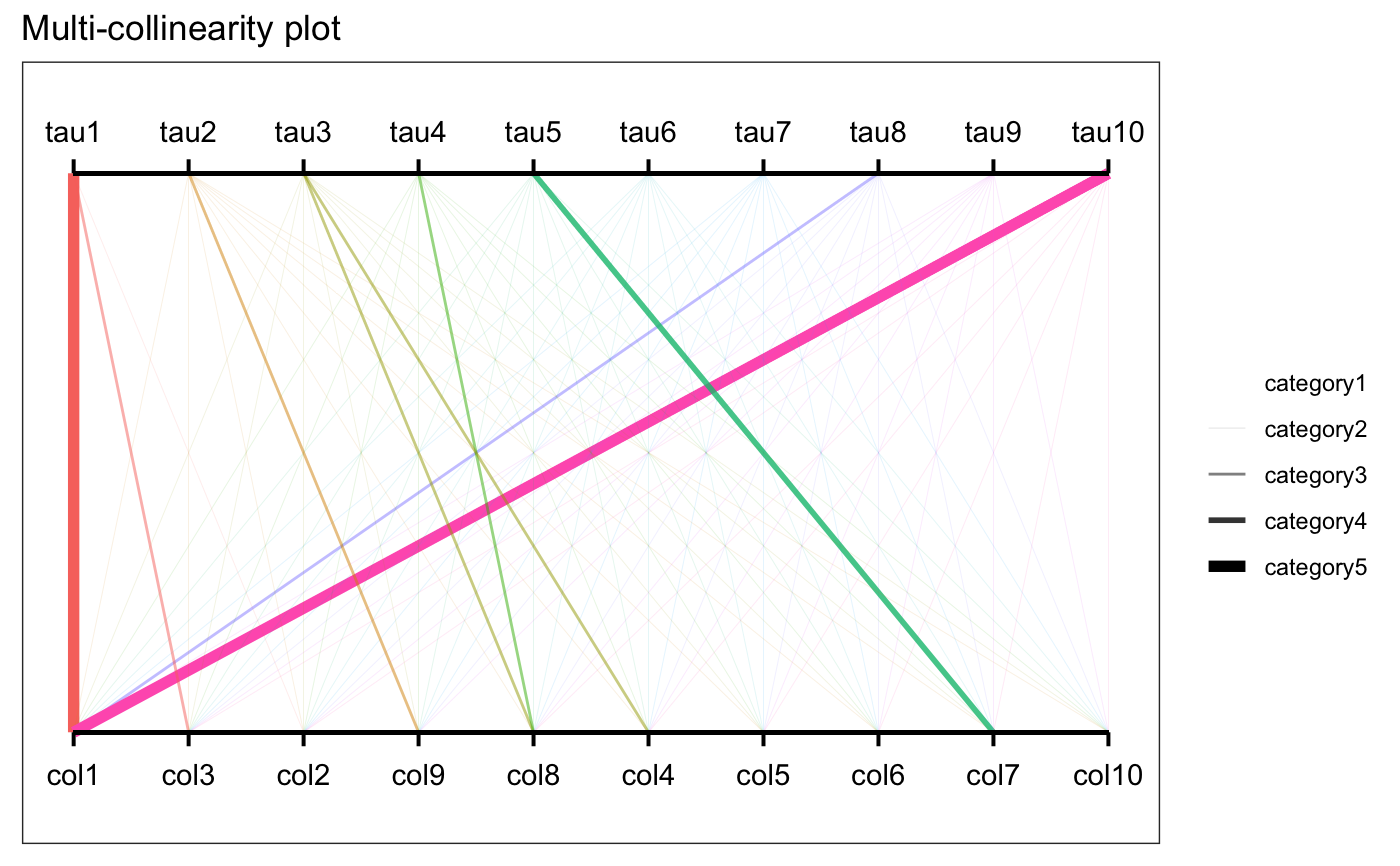 Multi-collinearity plot
tau1 tau2 tau3 tau4 tau5 tau6 tau7 tau8 tau9 tau10
col1 col3 col2 col9 col8 col4 col5 col6 col7 col10
category1
category2
category3
category4
category5